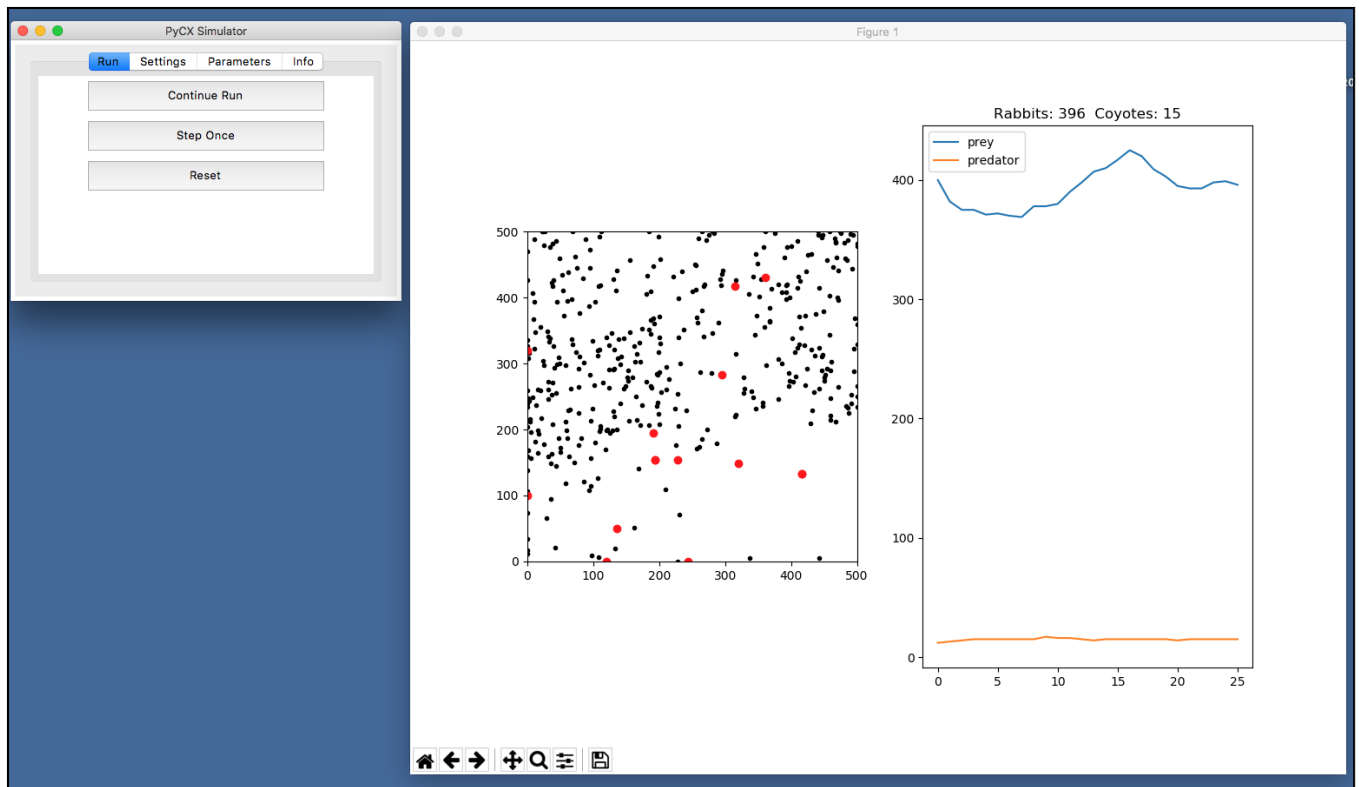 PyCX Simulator
Run Settings Parameters Info
Continue Run
Step Once
Reset
Figure 1
Rabbits: 396 Coyotes: 15
prey
predator
400
300
200
100
0
0 5 10 15 20 25
500
400
300
200
100
0
0 100 200 300 400 500